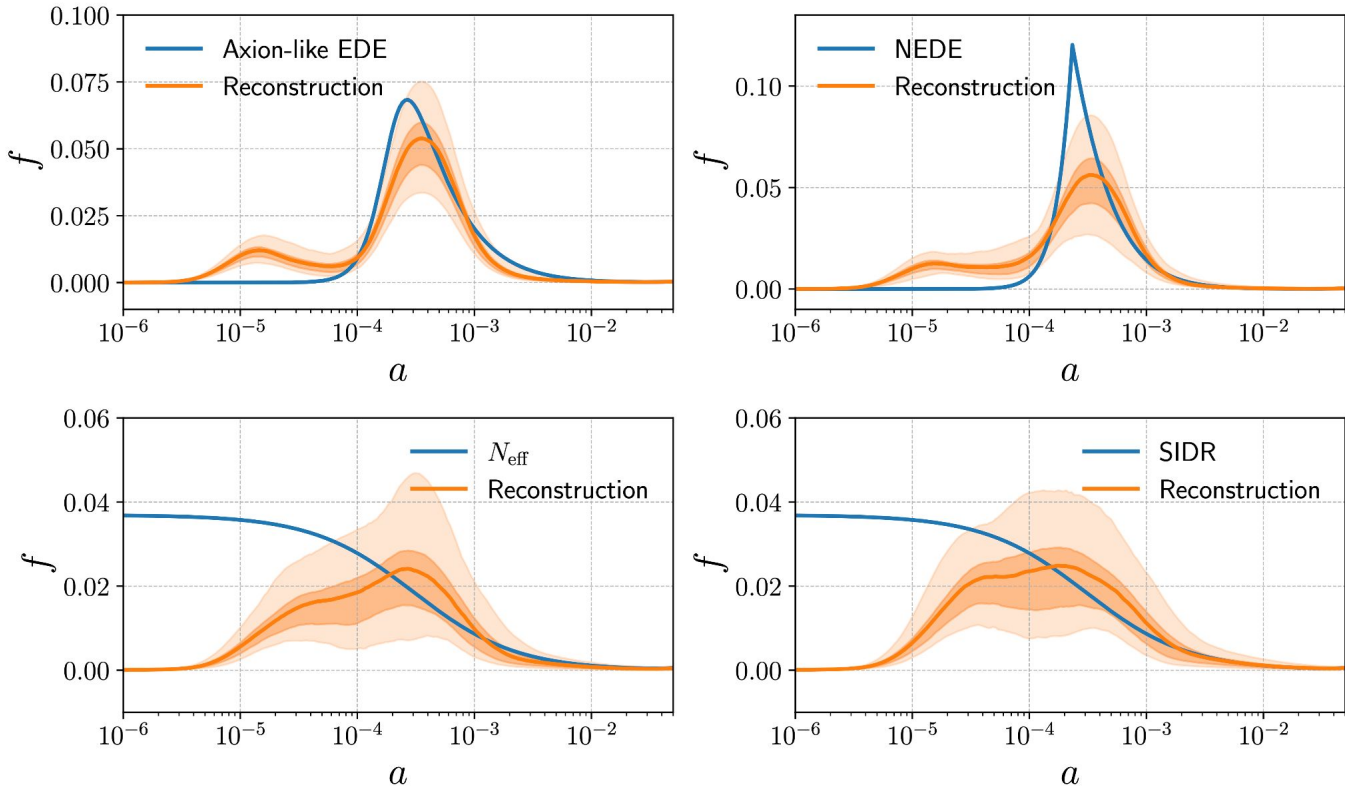 0.100
0.075
0.050
0.025
0.000
f
Axion-like EDE
Reconstruction
10⁻⁶ 10⁻⁵ 10⁻⁴ 10⁻³ 10⁻²
a
0.10
0.05
0.00
f
NEDE
Reconstruction
10⁻⁶ 10⁻⁵ 10⁻⁴ 10⁻³ 10⁻²
a
0.06
0.04
0.02
0.00
f
N_eff
Reconstruction
10⁻⁶ 10⁻⁵ 10⁻⁴ 10⁻³ 10⁻²
a
0.06
0.04
0.02
0.00
f
SIDR
Reconstruction
10⁻⁶ 10⁻⁵ 10⁻⁴ 10⁻³ 10⁻²
a